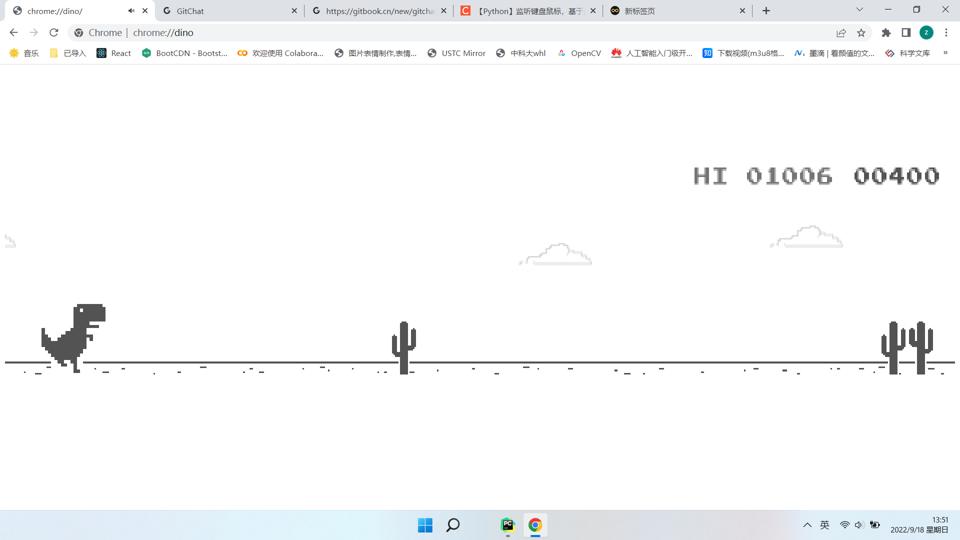 chrome://dino/
GitChat
https://gitbook.cn/new/gitcha
【Python】监听键盘鼠标，基于
新标签页
Chrome | chrome://dino
z
音乐
已导入
React
BootCDN - Bootst...
欢迎使用 Colabora...
图片表情制作,表情...
USTC Mirror
中科大whl
OpenCV
人工智能入门级开...
知
下载视频(m3u8格...
墨滴 | 看颜值的文...
科学文库
»
HI 01006 00400
PC
英
13:51
2022/9/18 星期日